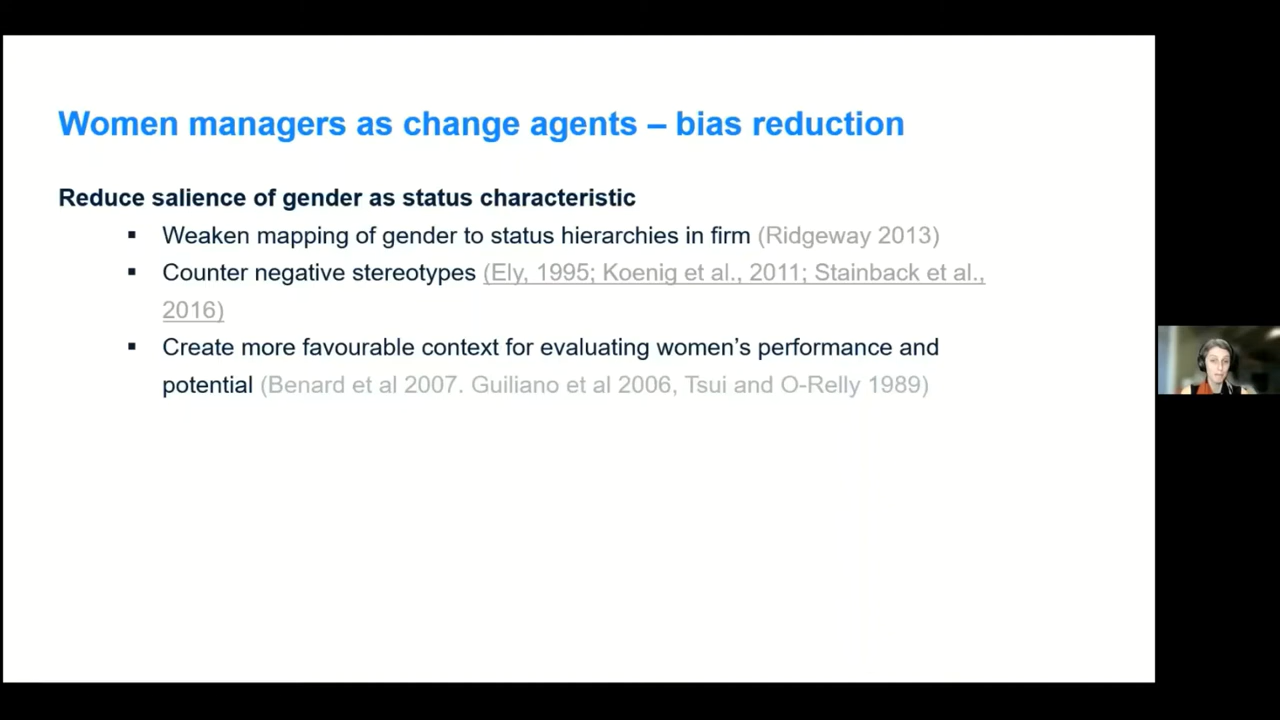 Women managers as change agents – bias reduction
Reduce salience of gender as status characteristic
▪ Weaken mapping of gender to status hierarchies in firm (Ridgeway 2013)
▪ Counter negative stereotypes (Ely, 1995; Koenig et al., 2011; Stainback et al.,
2016)
▪ Create more favourable context for evaluating women’s performance and
potential (Benard et al 2007. Guiliano et al 2006, Tsui and O-Relly 1989)